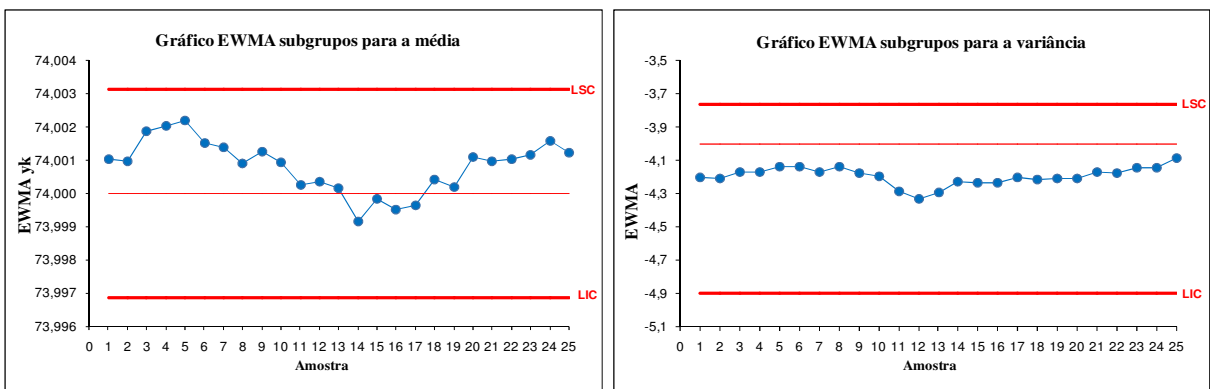 Gráfico EWMA subgrupos para a média
74,004
74,003
74,002
74,001
74,000
73,999
73,998
73,997
73,996
EWMA yk
LSC
LIC
0 1 2 3 4 5 6 7 8 9 10 11 12 13 14 15 16 17 18 19 20 21 22 23 24 25
Amostra
Gráfico EWMA subgrupos para a variância
-3,5
-3,7
-3,9
-4,1
-4,3
-4,5
-4,7
-4,9
-5,1
EWMA
LSC
LIC
0 1 2 3 4 5 6 7 8 9 10 11 12 13 14 15 16 17 18 19 20 21 22 23 24 25
Amostra